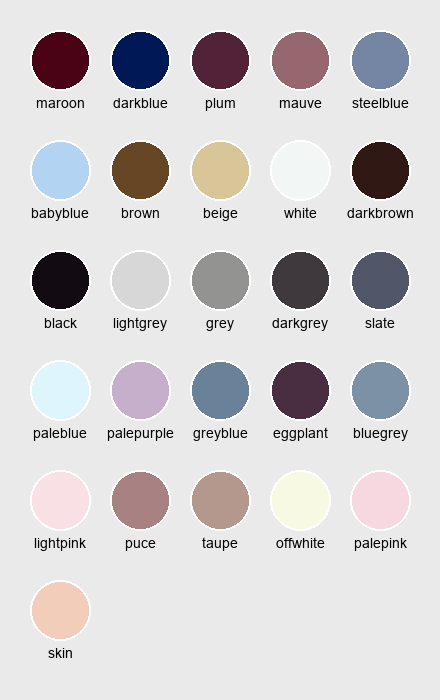 maroon darkblue plum mauve steelblue
babyblue brown beige white darkbrown
black lightgrey grey darkgrey slate
paleblue palepurple greyblue eggplant bluegrey
lightpink puce taupe offwhite palepink
skin